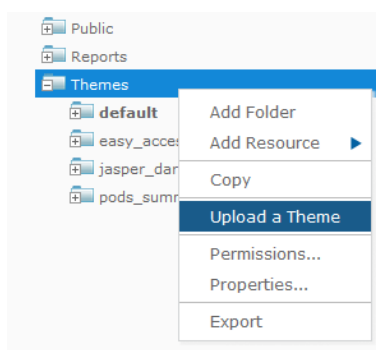 Public
Reports
Themes
default
easy_acces
jasper_dar
pods_sumr
Add Folder
Add Resource
Copy
Upload a Theme
Permissions...
Properties...
Export